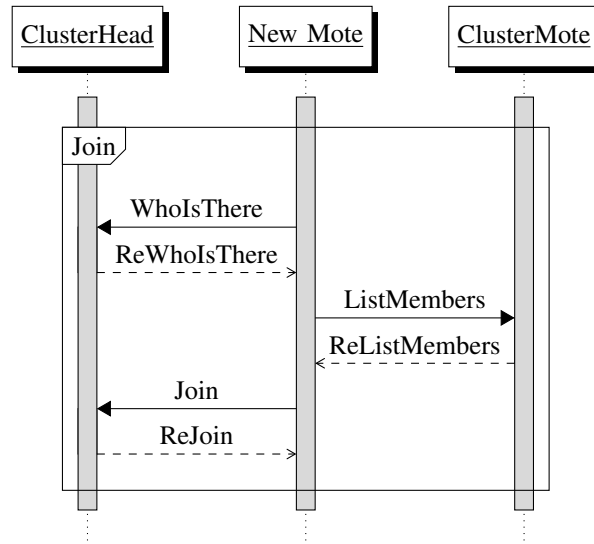 ClusterHead
New Mote
ClusterMote
Join
WhoIsThere
ReWhoIsThere
ListMembers
ReListMembers
Join
ReJoin